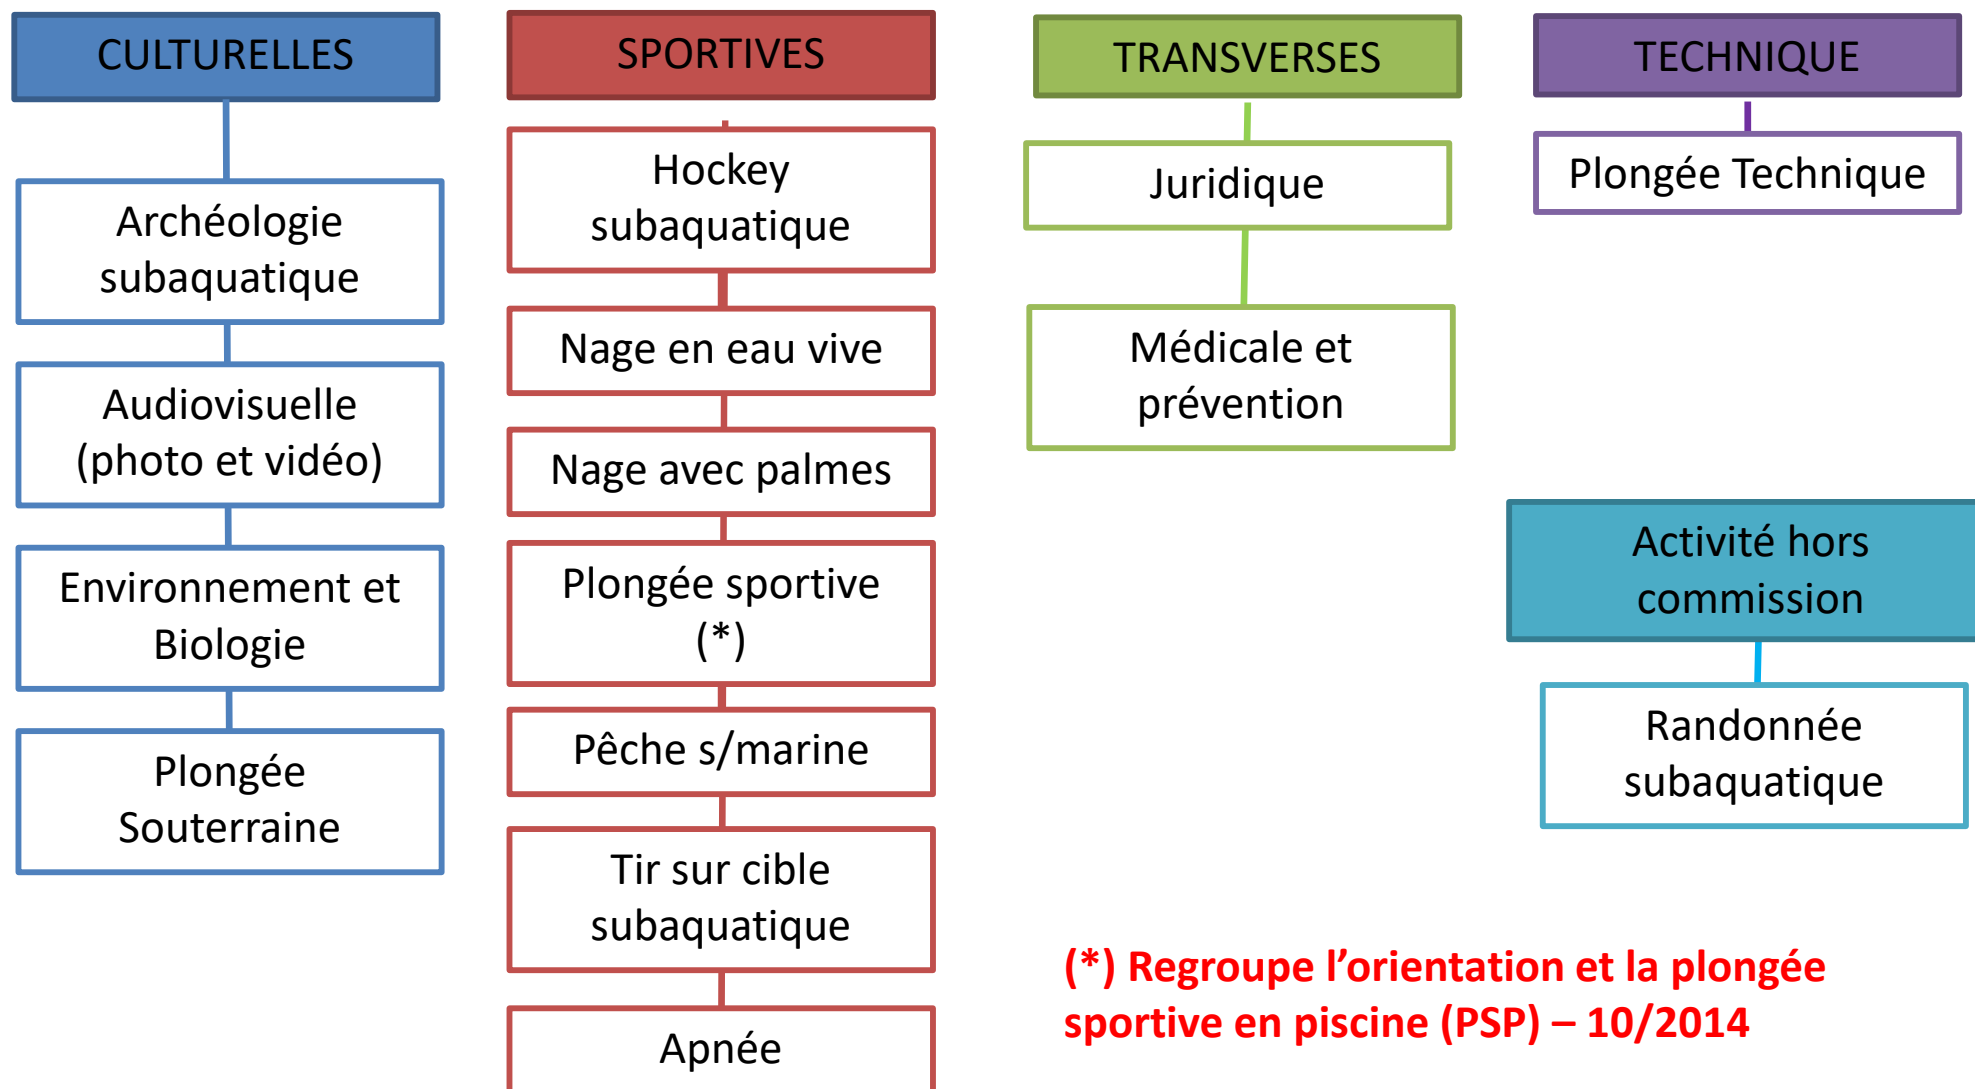 CULTURELLES
Archéologie
subaquatique
Audiovisuelle
(photo et vidéo)
Environnement et
Biologie
Plongée
Souterraine
SPORTIVES
Hockey
subaquatique
Nage en eau vive
Nage avec palmes
Plongée sportive
(*)
Pêche s/marine
Tir sur cible
subaquatique
Apnée
TRANSVERSES
Juridique
Médicale et
prévention
TECHNIQUE
Plongée Technique
Activité hors
commission
Randonnée
subaquatique
(*) Regroupe l’orientation et la plongée
sportive en piscine (PSP) – 10/2014